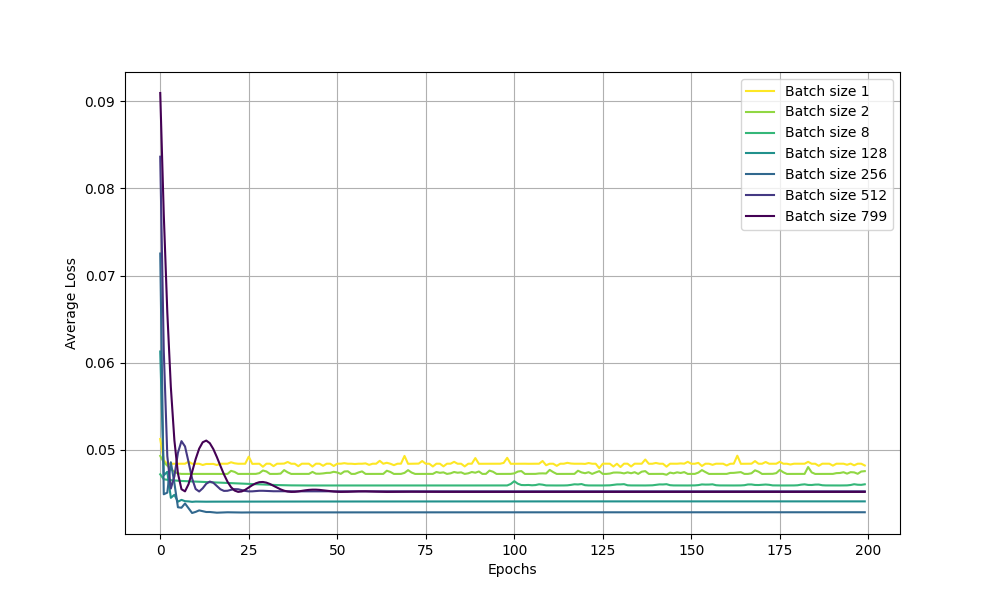 0.09
0.08
0.07
0.06
0.05
Average Loss
0 25 50 75 100 125 150 175 200
Epochs
Batch size 1
Batch size 2
Batch size 8
Batch size 128
Batch size 256
Batch size 512
Batch size 799